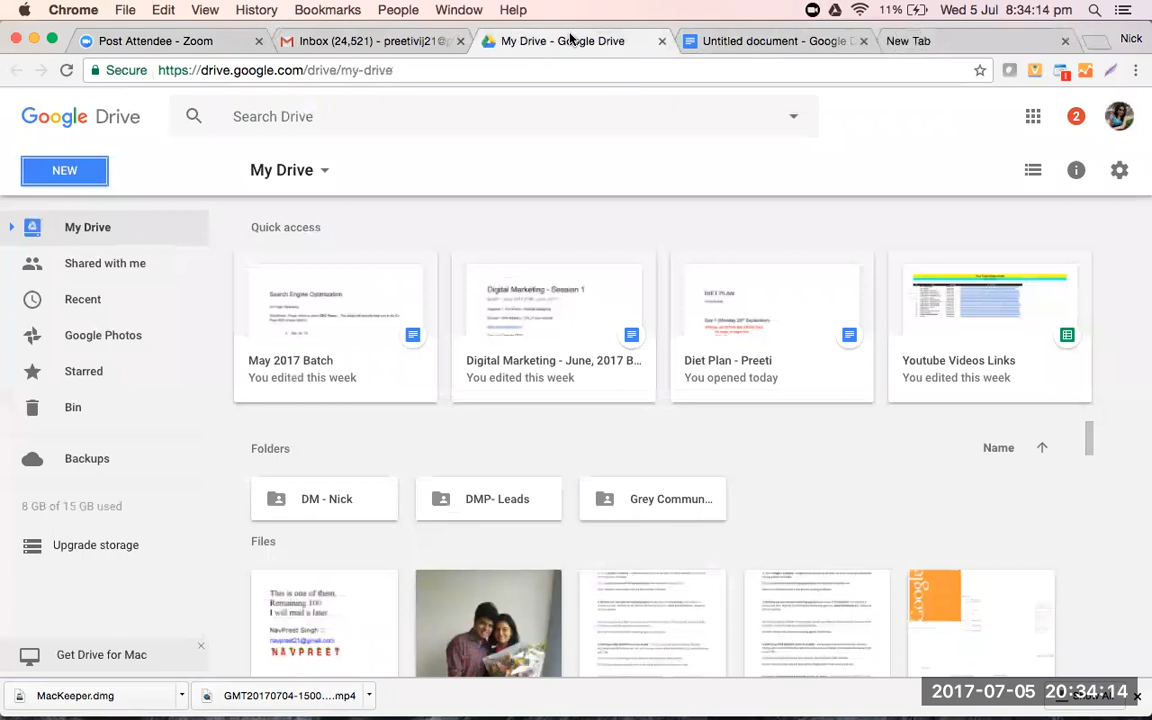 Chrome File Edit View History Bookmarks People Window Help 11% Wed 5 Jul 8:34:14 pm
Post Attendee - Zoom Inbox (24,521) - preetivij21@ My Drive - Google Drive Untitled document - Google D New Tab Nick
Secure https://drive.google.com/drive/my-drive
Google Drive Search Drive 2
NEW My Drive
My Drive Quick access
Shared with me
Recent
Google Photos
Starred
Bin
Backups
8 GB of 15 GB used
Upgrade storage
Get Drive for Mac
Search Engine Optimisation
Digital Marketing - Session 1
DIET PLAN
May 2017 Batch
You edited this week
Digital Marketing - June, 2017 B...
You edited this week
Diet Plan - Preeti
You opened today
Youtube Videos Links
You edited this week
Folders Name
DM - Nick DMP- Leads Grey Commun...
Files
This is one of them,
Remaining 100
I will mail a later
NavPreet Singh
navpreet21@gmail.com
NAVPREET
Google
MacKeeper.dmg GMT20170704-1500....mp4
2017-07-05 20:34:14